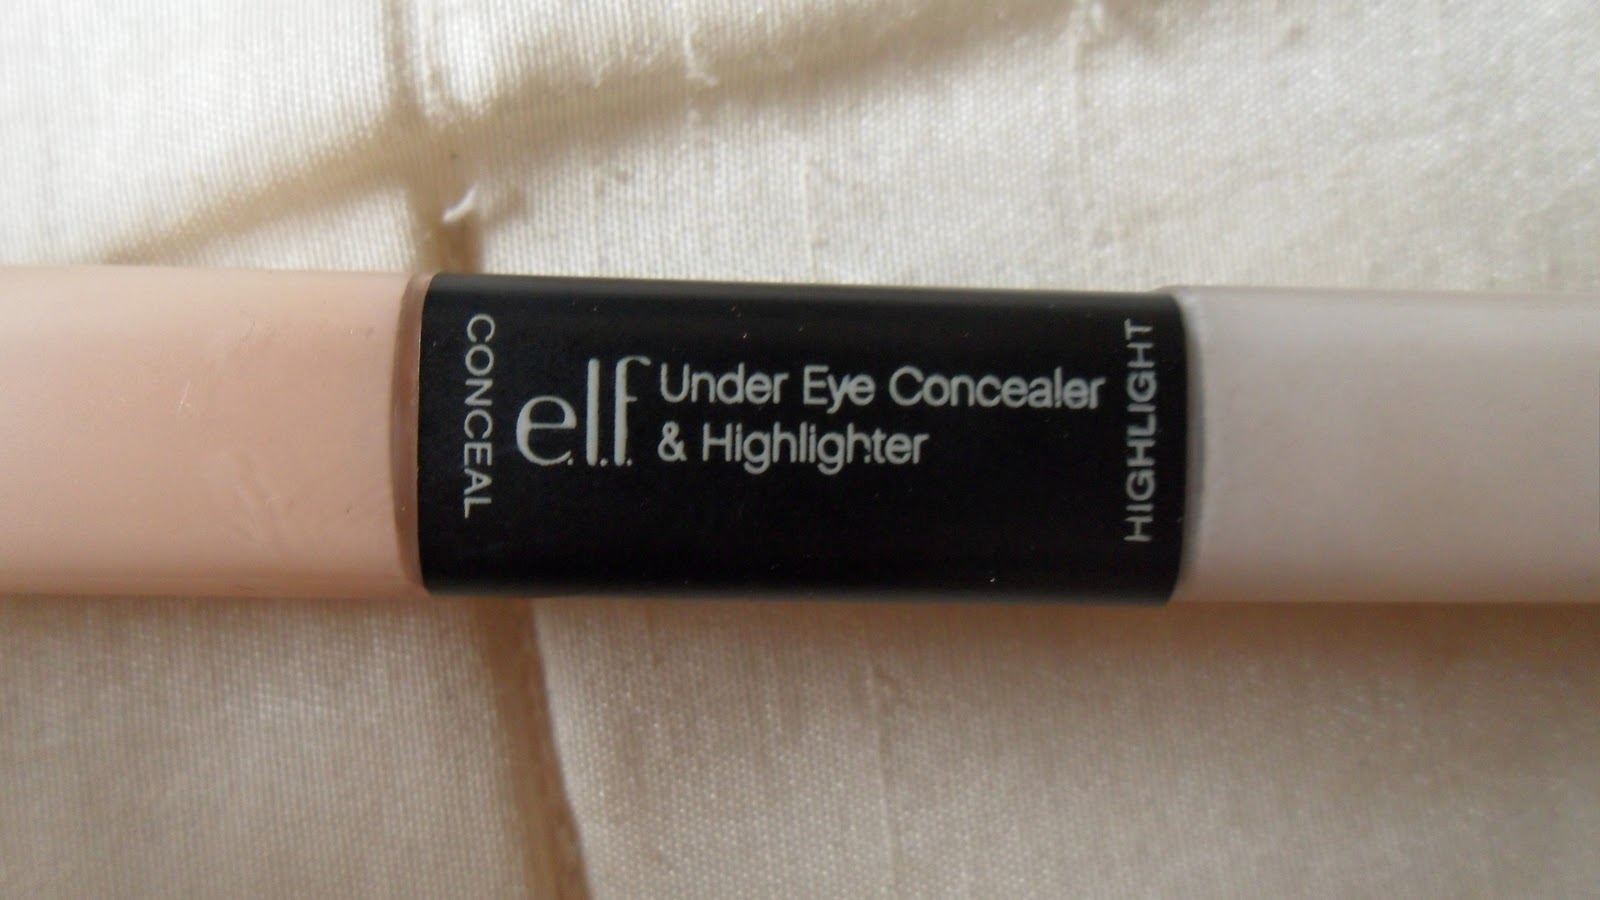 CONCEAL
e.l.f.
Under Eye Concealer
& Highlighter
HIGHLIGHT